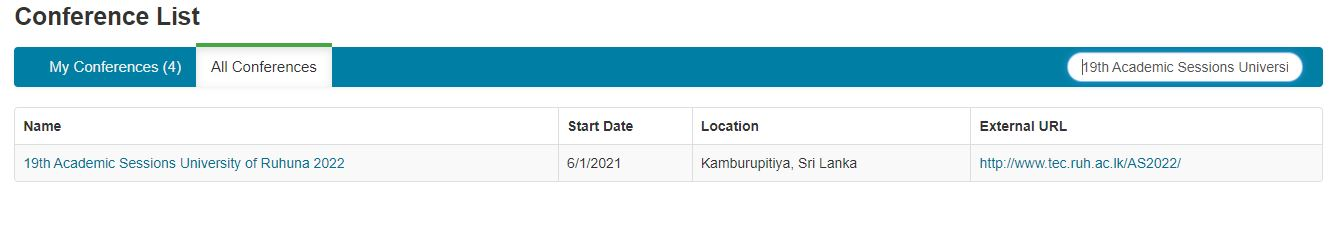 Conference List
My Conferences (4) All Conferences 19th Academic Sessions Universi
Name Start Date Location External URL
19th Academic Sessions University of Ruhuna 2022 6/1/2021 Kamburupitiya, Sri Lanka http://www.tec.ruh.ac.lk/AS2022/